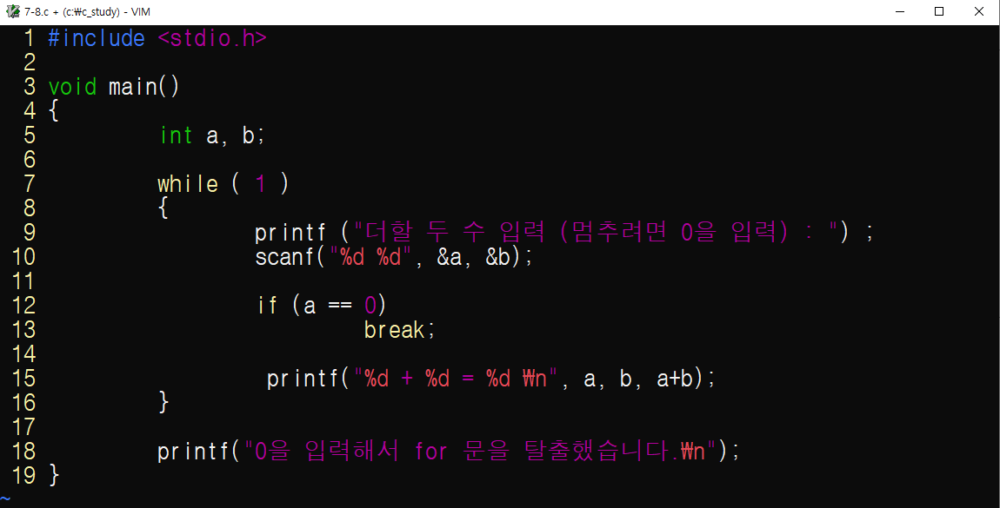 7-8.c + (c:₩c_study) - VIM
1 #include <stdio.h>
2
3 void main()
4 {
5         int a, b;
6
7         while ( 1 )
8         {
9                 printf ("더할 두 수 입력 (멈추려면 0을 입력) : ") ;
10                 scanf("%d %d", &a, &b);
11
12                 if (a == 0)
13                         break;
14
15                  printf("%d + %d = %d ₩n", a, b, a+b);
16         }
17
18         printf("0을 입력해서 for 문을 탈출했습니다.₩n");
19 }
~